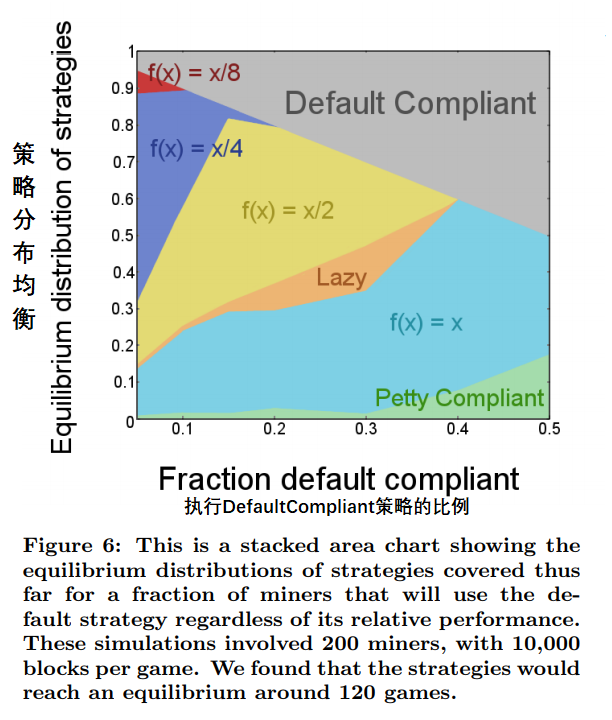 策略分布均衡
Equilibrium distribution of strategies
1
0.9
0.8
0.7
0.6
0.5
0.4
0.3
0.2
0.1
0
f(x) = x/8
Default Compliant
f(x) = x/4
f(x) = x/2
Lazy
f(x) = x
Petty Compliant
0.1 0.2 0.3 0.4 0.5
Fraction default compliant
执行DefaultCompliant策略的比例
Figure 6: This is a stacked area chart showing the
equilibrium distributions of strategies covered thus
far for a fraction of miners that will use the de-
fault strategy regardless of its relative performance.
These simulations involved 200 miners, with 10,000
blocks per game. We found that the strategies would
reach an equilibrium around 120 games.